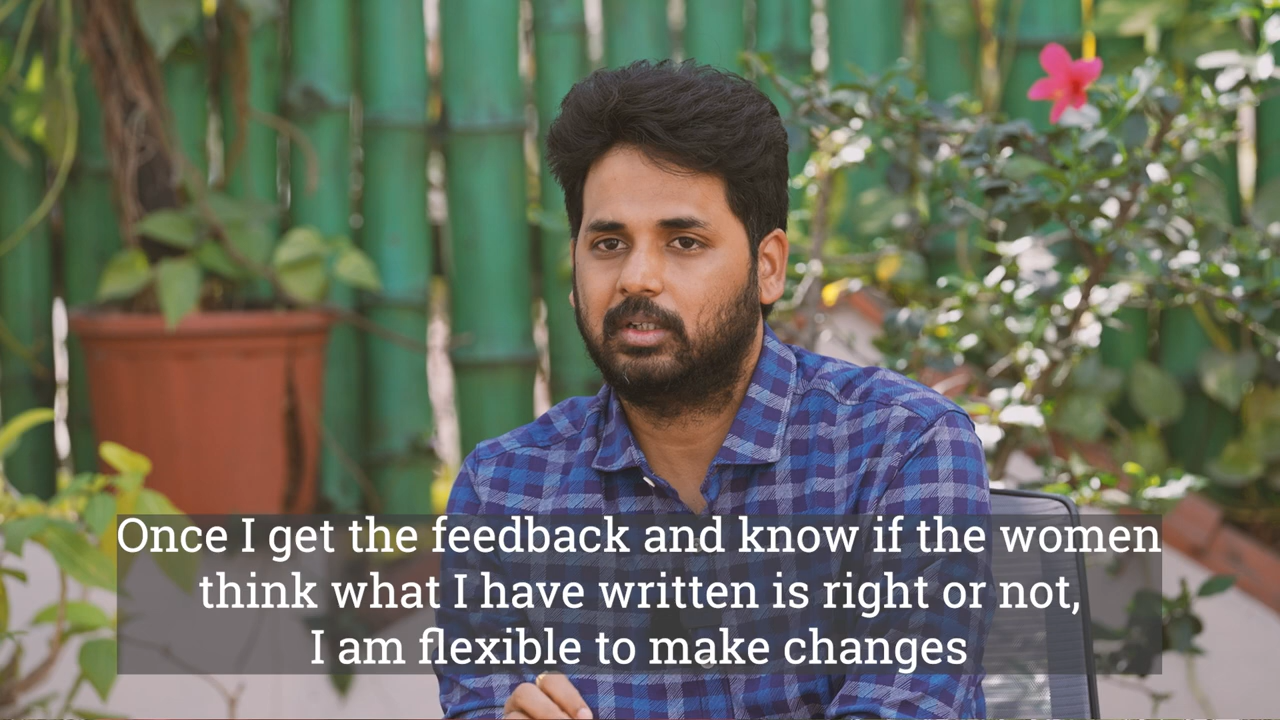 Once I get the feedback and know if the women
think what I have written is right or not,
I am flexible to make changes